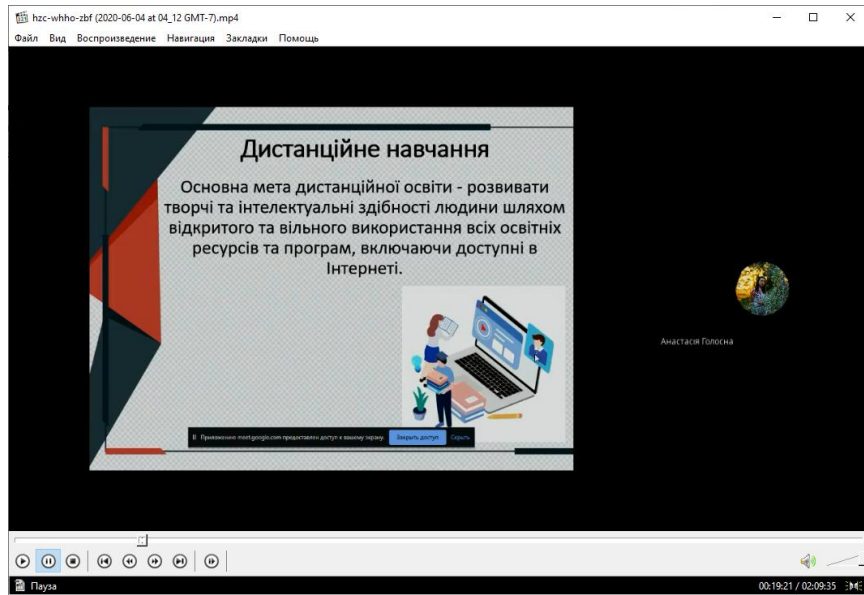 hzc-whho-zbf (2020-06-04 at 04_12 GMT-7).mp4
Файл Вид Воспроизведение Навигация Закладки Помощь
Дистанційне навчання
Основна мета дистанційної освіти - розвивати
творчі та інтелектуальні здібності людини шляхом
відкритого та вільного використання всіх освітніх
ресурсів та програм, включаючи доступні в
Інтернеті.
Анастасія Голосна
Приложению meet.google.com предоставлен доступ к вашему экрану. Закрыть доступ Скрыть
Пауза 00:19:21 / 02:09:35